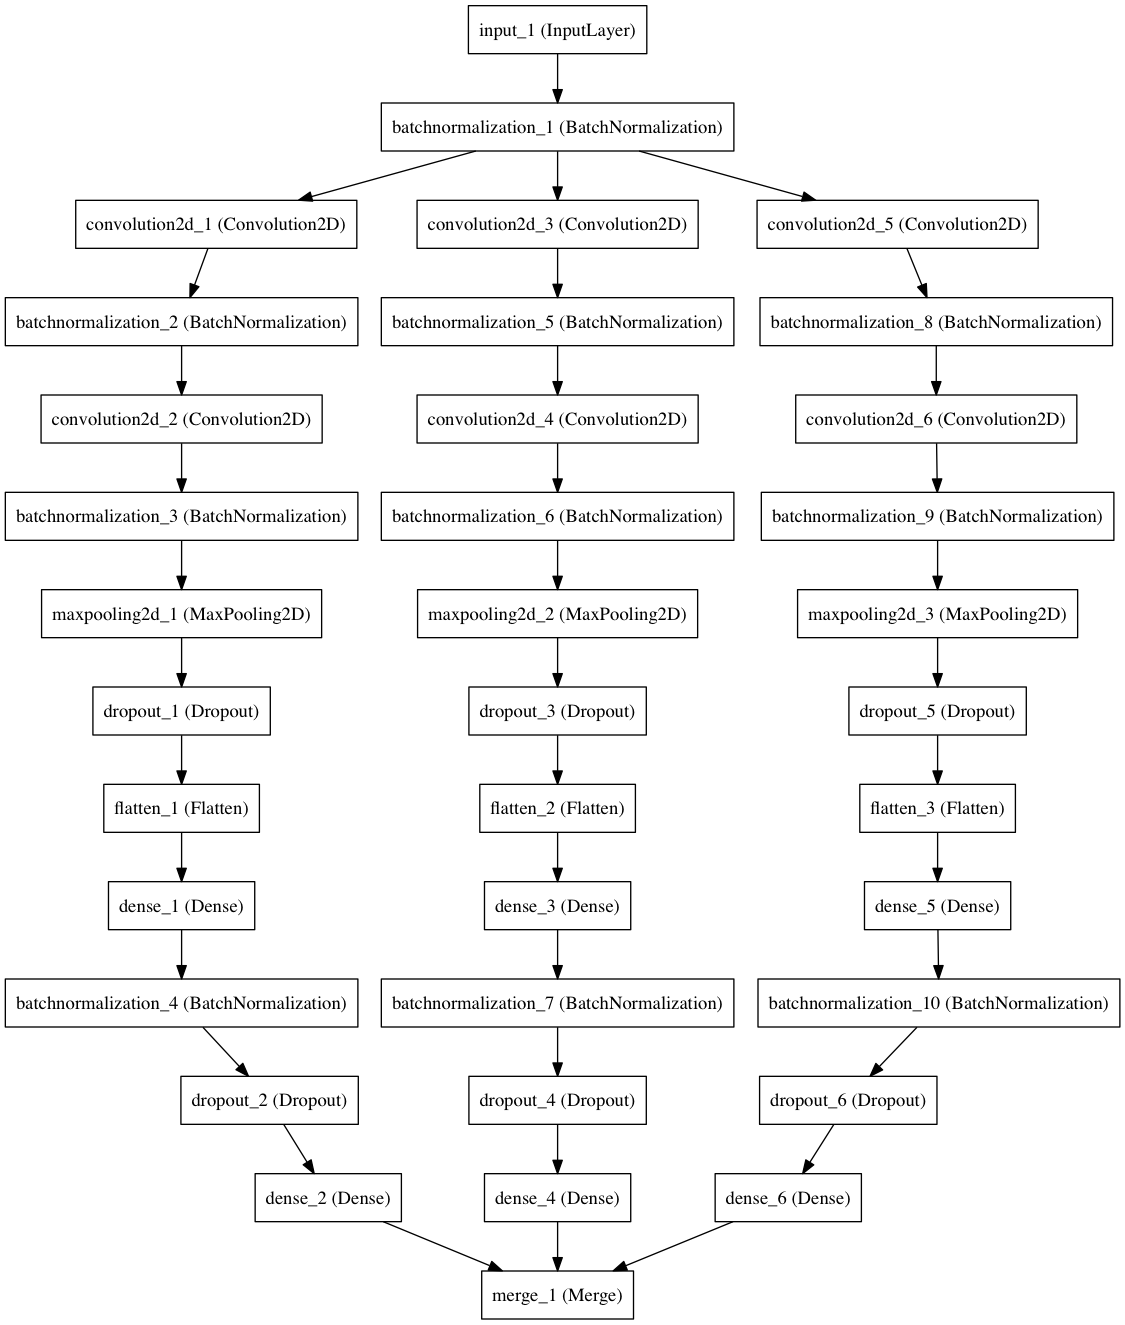 input_1 (InputLayer)
batchnormalization_1 (BatchNormalization)
convolution2d_1 (Convolution2D)
convolution2d_3 (Convolution2D)
convolution2d_5 (Convolution2D)
batchnormalization_2 (BatchNormalization)
batchnormalization_5 (BatchNormalization)
batchnormalization_8 (BatchNormalization)
convolution2d_2 (Convolution2D)
convolution2d_4 (Convolution2D)
convolution2d_6 (Convolution2D)
batchnormalization_3 (BatchNormalization)
batchnormalization_6 (BatchNormalization)
batchnormalization_9 (BatchNormalization)
maxpooling2d_1 (MaxPooling2D)
maxpooling2d_2 (MaxPooling2D)
maxpooling2d_3 (MaxPooling2D)
dropout_1 (Dropout)
dropout_3 (Dropout)
dropout_5 (Dropout)
flatten_1 (Flatten)
flatten_2 (Flatten)
flatten_3 (Flatten)
dense_1 (Dense)
dense_3 (Dense)
dense_5 (Dense)
batchnormalization_4 (BatchNormalization)
batchnormalization_7 (BatchNormalization)
batchnormalization_10 (BatchNormalization)
dropout_2 (Dropout)
dropout_4 (Dropout)
dropout_6 (Dropout)
dense_2 (Dense)
dense_4 (Dense)
dense_6 (Dense)
merge_1 (Merge)